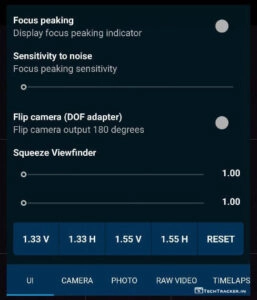 Focus peaking
Display focus peaking indicator
Sensitivity to noise
Focus peaking sensitivity
Flip camera (DOF adapter)
Flip camera output 180 degrees
Squeeze Viewfinder
1.00
1.00
1.33 V 1.33 H 1.55 V 1.55 H RESET
UI CAMERA PHOTO RAW VIDEO TIMELAPS
TECHTRACKER.IN